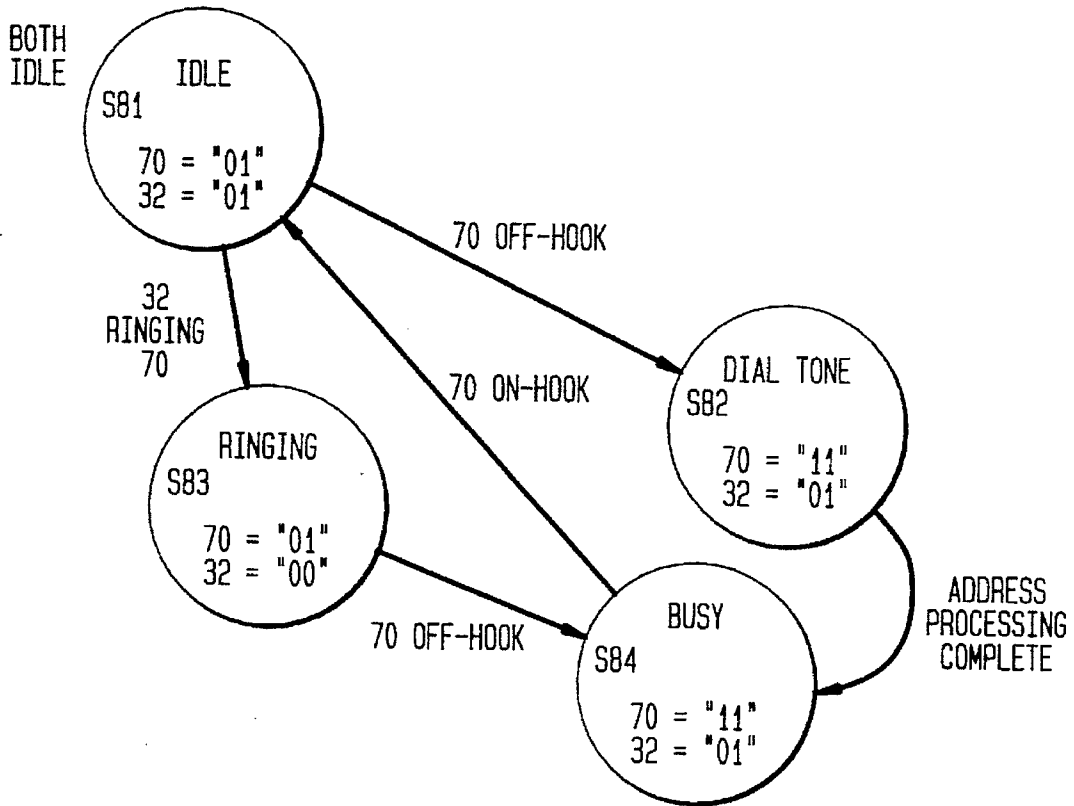 BOTH
IDLE
IDLE
S81
70 = "01"
32 = "01"
70 OFF-HOOK
32
RINGING
70
70 ON-HOOK
DIAL TONE
S82
70 = "11"
32 = "01"
RINGING
S83
70 = "01"
32 = "00"
70 OFF-HOOK
BUSY
S84
70 = "11"
32 = "01"
ADDRESS
PROCESSING
COMPLETE